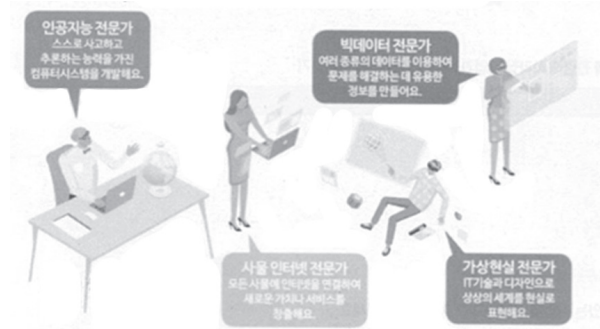 인공지능 전문가
스스로 사고하고
추론하는 능력을 가진
컴퓨터시스템을 개발해요.
빅데이터 전문가
여러 종류의 데이터를 이용하여
문제를 해결하는 데 유용한
정보를 만들어요.
사물 인터넷 전문가
모든 사물에 인터넷을 연결하여
새로운 가치나 서비스를
창출해요.
가상현실 전문가
IT기술과 디자인으로
상상의 세계를 현실로
표현해요.